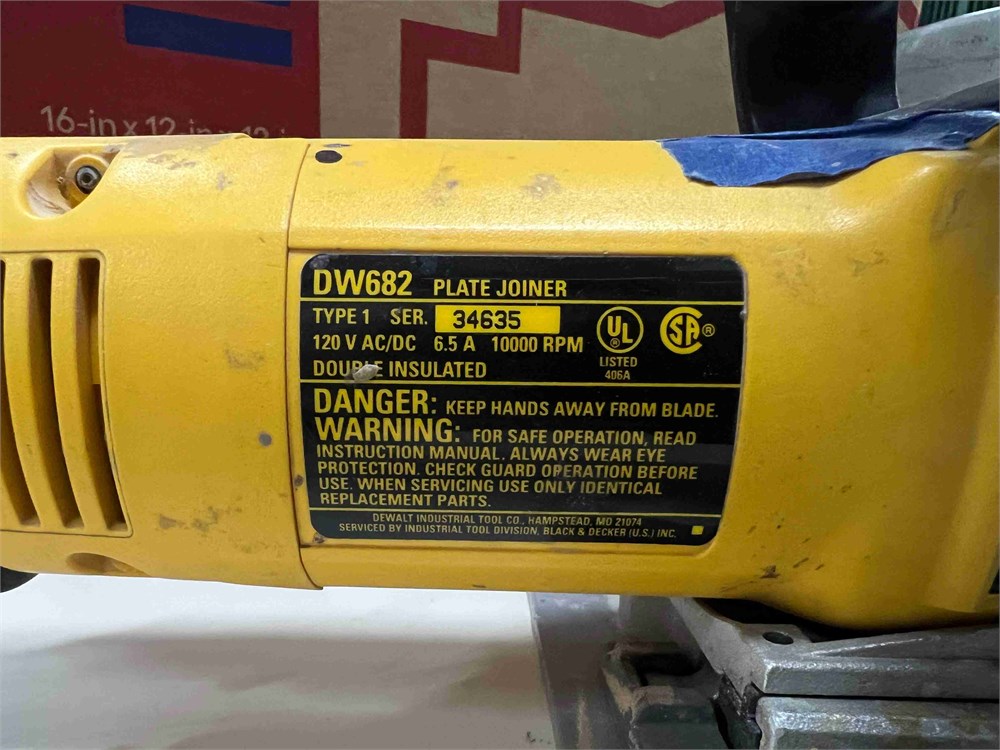 16-in x 12-in
DW682 PLATE JOINER
TYPE 1 SER. 34635
120 V AC/DC 6.5 A 10000 RPM
DOUBLE INSULATED
UL
LISTED
406A
SA®
DANGER: KEEP HANDS AWAY FROM BLADE.
WARNING: FOR SAFE OPERATION, READ
INSTRUCTION MANUAL. ALWAYS WEAR EYE
PROTECTION. CHECK GUARD OPERATION BEFORE
USE. WHEN SERVICING USE ONLY IDENTICAL
REPLACEMENT PARTS.
DEWALT INDUSTRIAL TOOL CO., HAMPSTEAD, MD 21074
SERVICED BY INDUSTRIAL TOOL DIVISION, BLACK & DECKER (U.S.) INC.